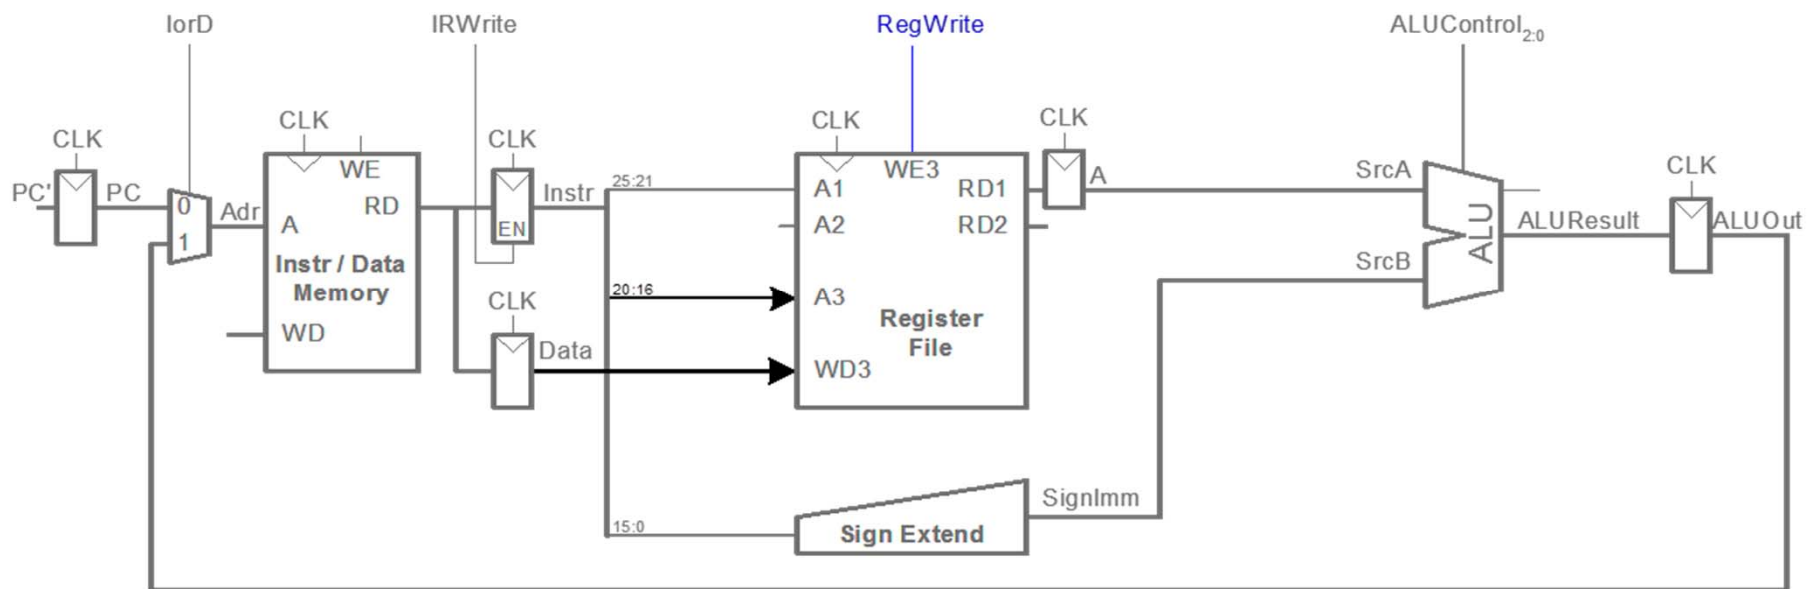 IorD
IRWrite
RegWrite
ALUControl2:0
CLK
CLK
CLK
CLK
CLK
CLK
PC'
PC
0
1
Adr
WE
RD
A
Instr / Data
Memory
WD
EN
Instr
CLK
Data
25:21
20:16
15:0
A1
A2
A3
WD3
WE3
RD1
RD2
Register
File
A
SrcA
SrcB
ALU
ALUResult
ALUOut
Sign Extend
SignImm